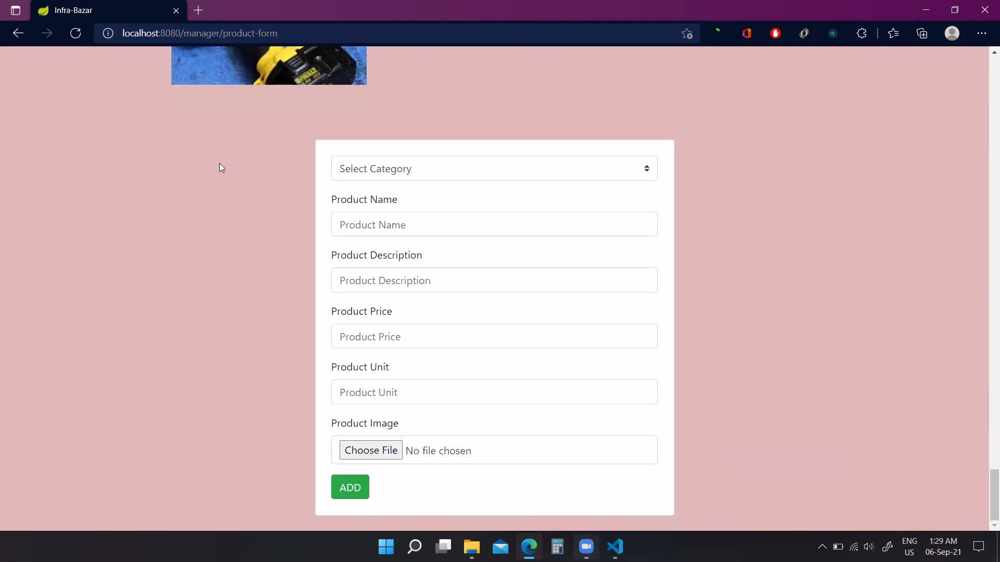 Infra-Bazar
localhost:8080/manager/product-form
DEWALT
Select Category
Product Name
Product Name
Product Description
Product Description
Product Price
Product Price
Product Unit
Product Unit
Product Image
Choose File No file chosen
ADD
ENG
US
1:29 AM
06-Sep-21